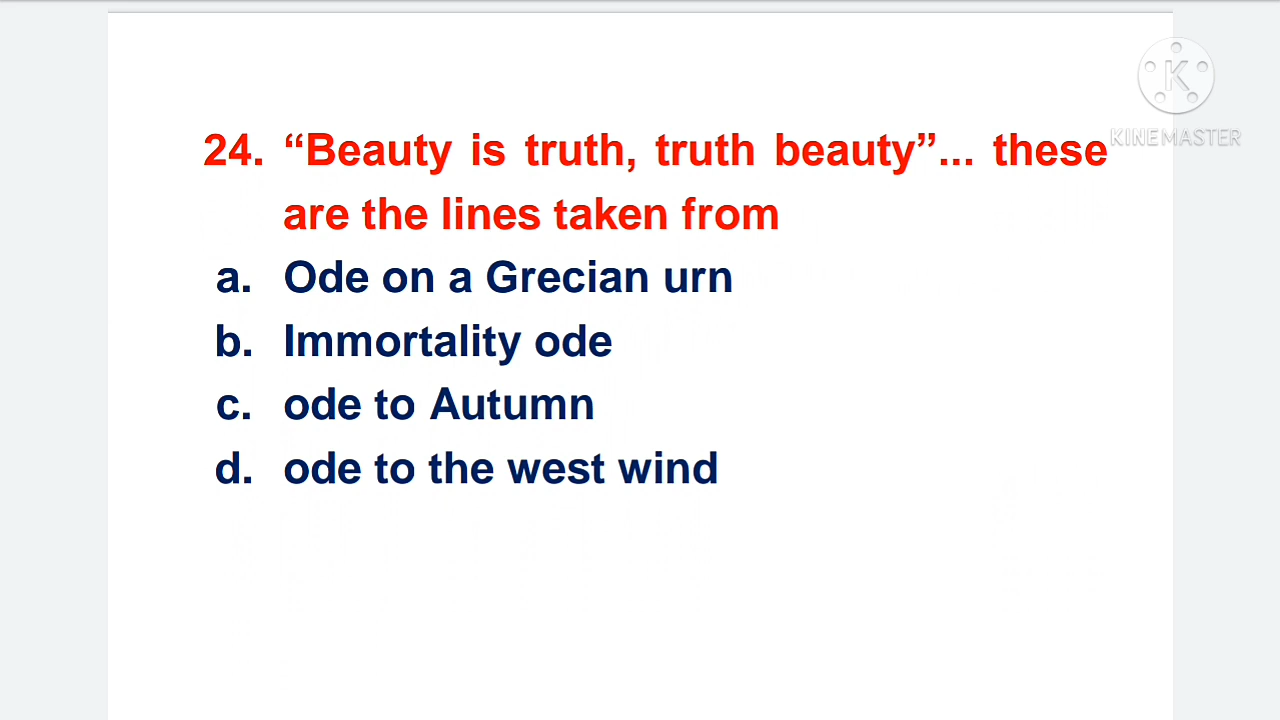 24. “Beauty is truth, truth beauty”... these
are the lines taken from
a. Ode on a Grecian urn
b. Immortality ode
c. ode to Autumn
d. ode to the west wind
K
KINEMASTER